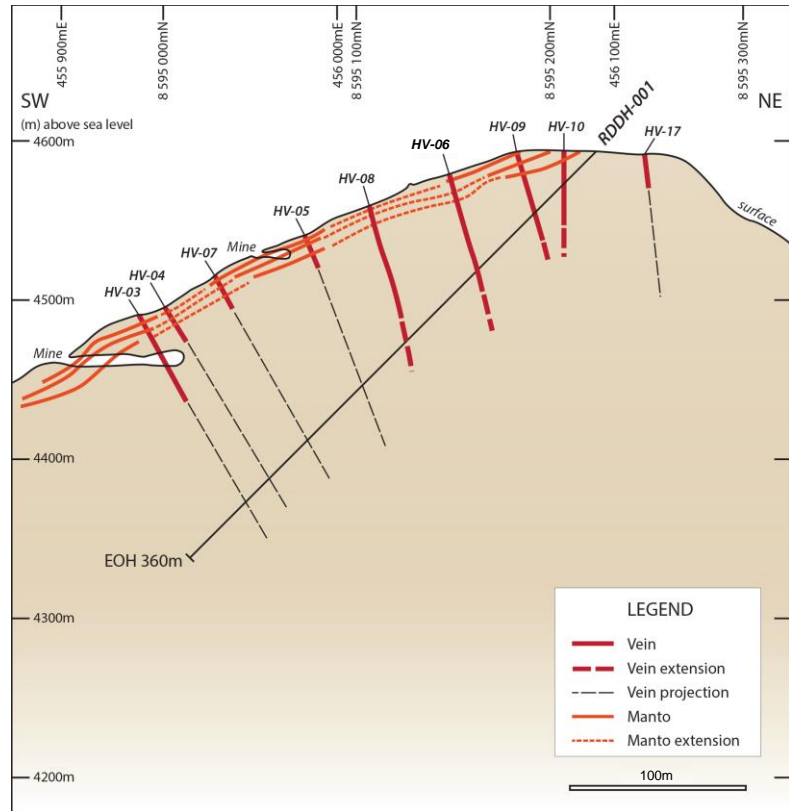 455 900mE
8 595 000mN
456 000mE
8 595 100mN
8 595 200mN
456 100mE
8 595 300mN
SW
NE
(m) above sea level
RDDH-001
4600m
HV-09
HV-10
HV-17
HV-06
HV-08
HV-05
surface
Mine
HV-07
HV-04
HV-03
4500m
Mine
4400m
EOH 360m
4300m
4200m
LEGEND
Vein
Vein extension
Vein projection
Manto
Manto extension
100m